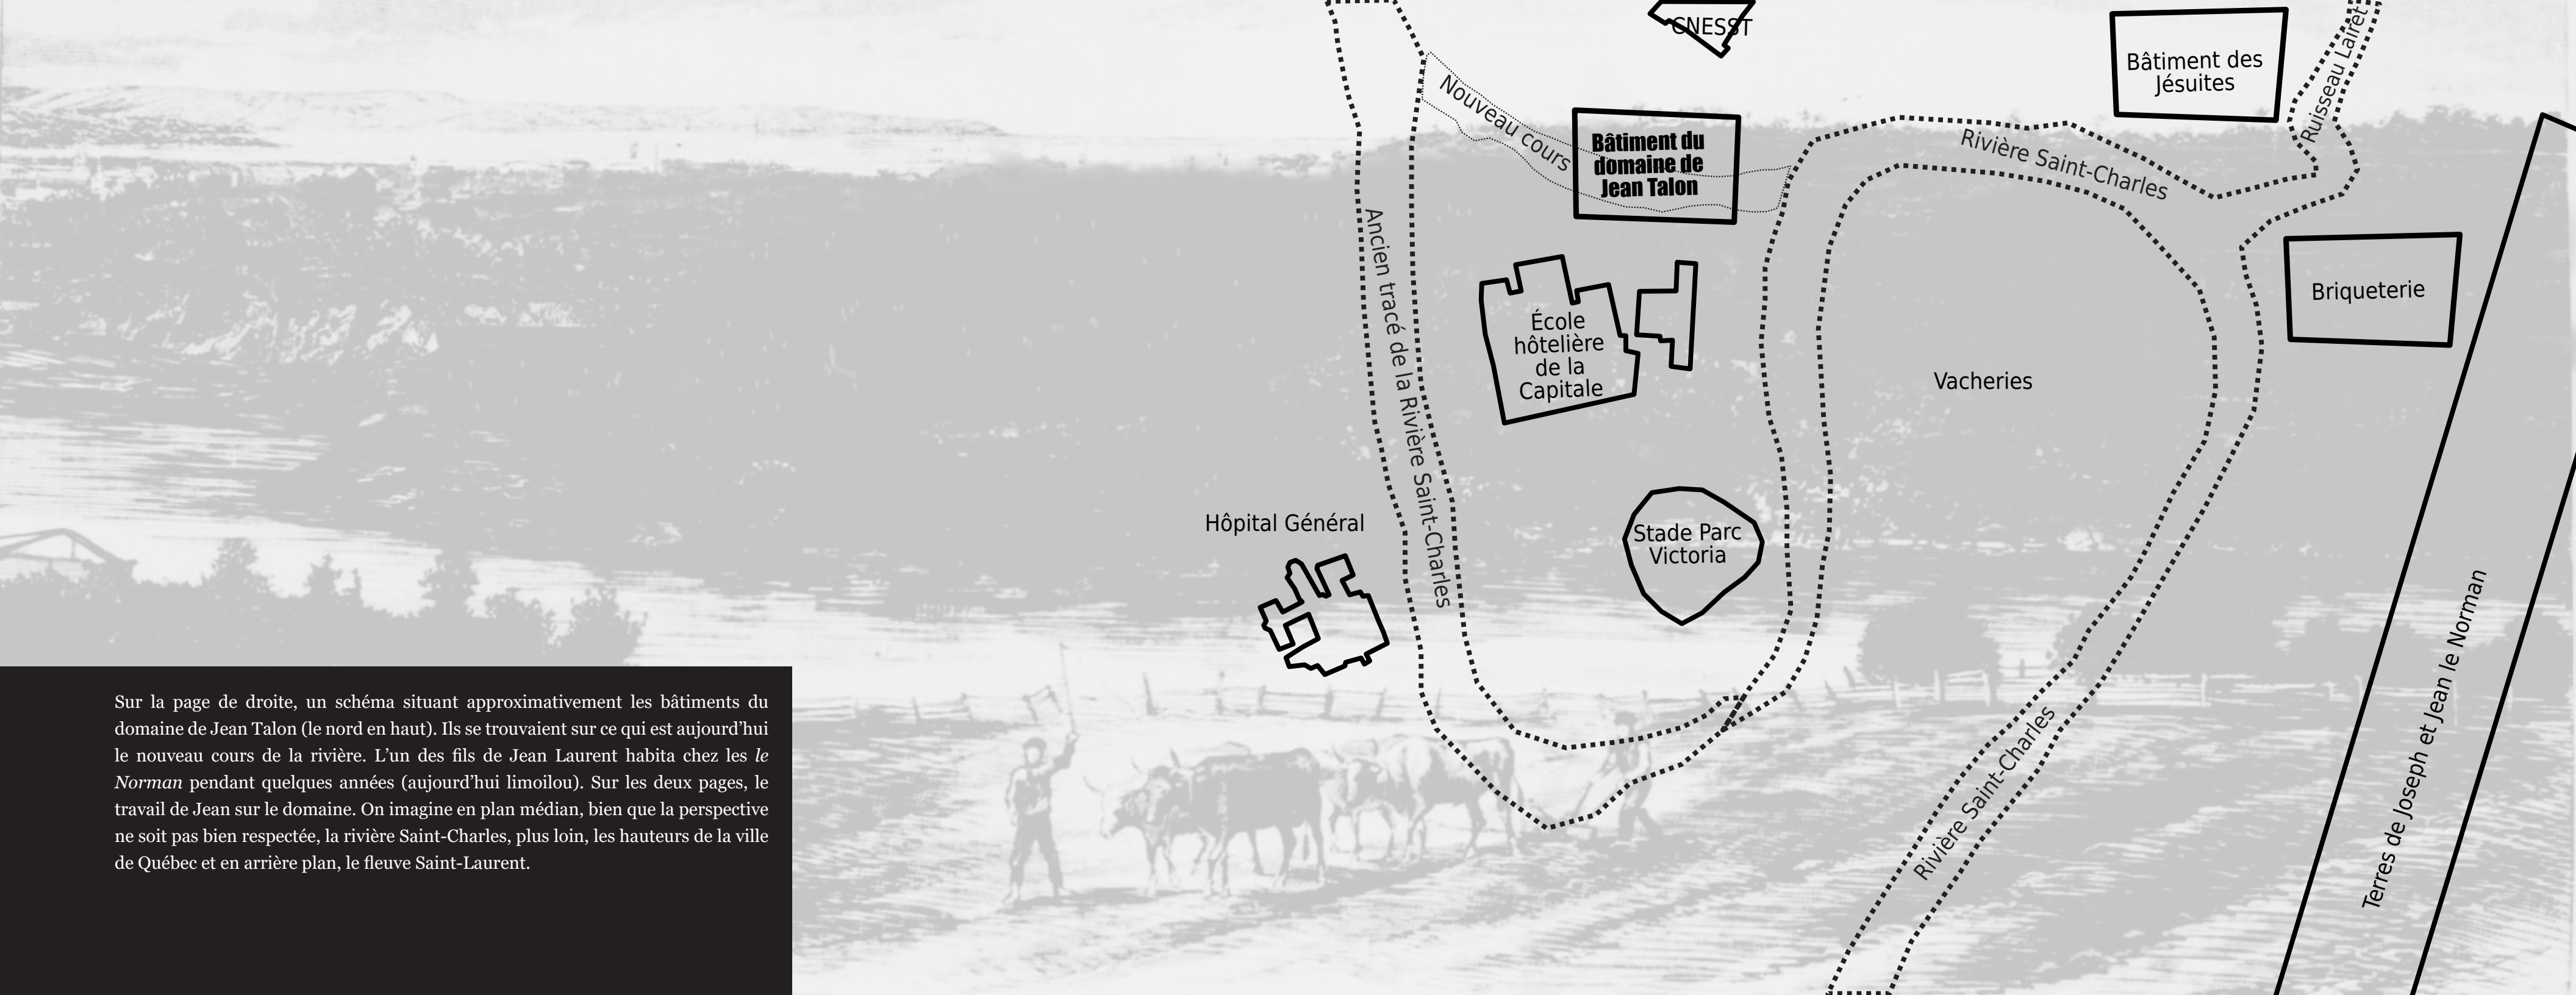 CNESST
Bâtiment des
Jésuites
Ruisseau Lairet
Nouveau cours
Bâtiment du
domaine de
Jean Talon
Rivière Saint-Charles
Ancien tracé de la Rivière Saint-Charles
École
hôtelière
de la
Capitale
Briqueterie
Vacheries
Hôpital Général
Stade Parc
Victoria
Rivière Saint-Charles
Terres de Joseph et Jean le Norman
Sur la page de droite, un schéma situant approximativement les bâtiments du
domaine de Jean Talon (le nord en haut). Ils se trouvaient sur ce qui est aujourd’hui
le nouveau cours de la rivière. L’un des fils de Jean Laurent habita chez les le
Norman pendant quelques années (aujourd’hui limoilou). Sur les deux pages, le
travail de Jean sur le domaine. On imagine en plan médian, bien que la perspective
ne soit pas bien respectée, la rivière Saint-Charles, plus loin, les hauteurs de la ville
de Québec et en arrière plan, le fleuve Saint-Laurent.